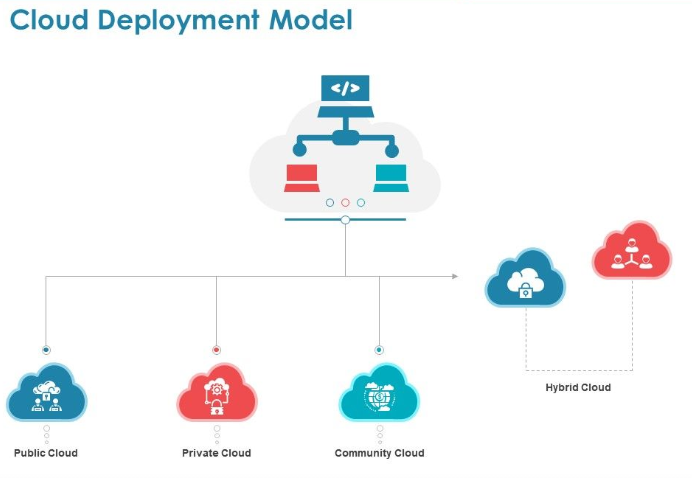 Cloud Deployment Model
</>
Hybrid Cloud
Public Cloud
Private Cloud
Community Cloud